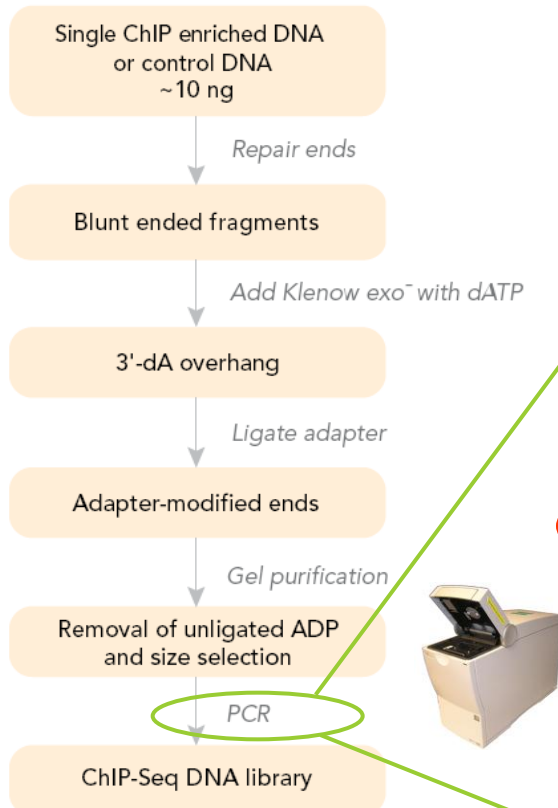 Single ChIP enriched DNA
or control DNA
~10 ng
Repair ends
Blunt ended fragments
Add Klenow exo⁻ with dATP
3'-dA overhang
Ligate adapter
Adapter-modified ends
Gel purification
Removal of unligated ADP
and size selection
PCR
ChIP-Seq DNA library